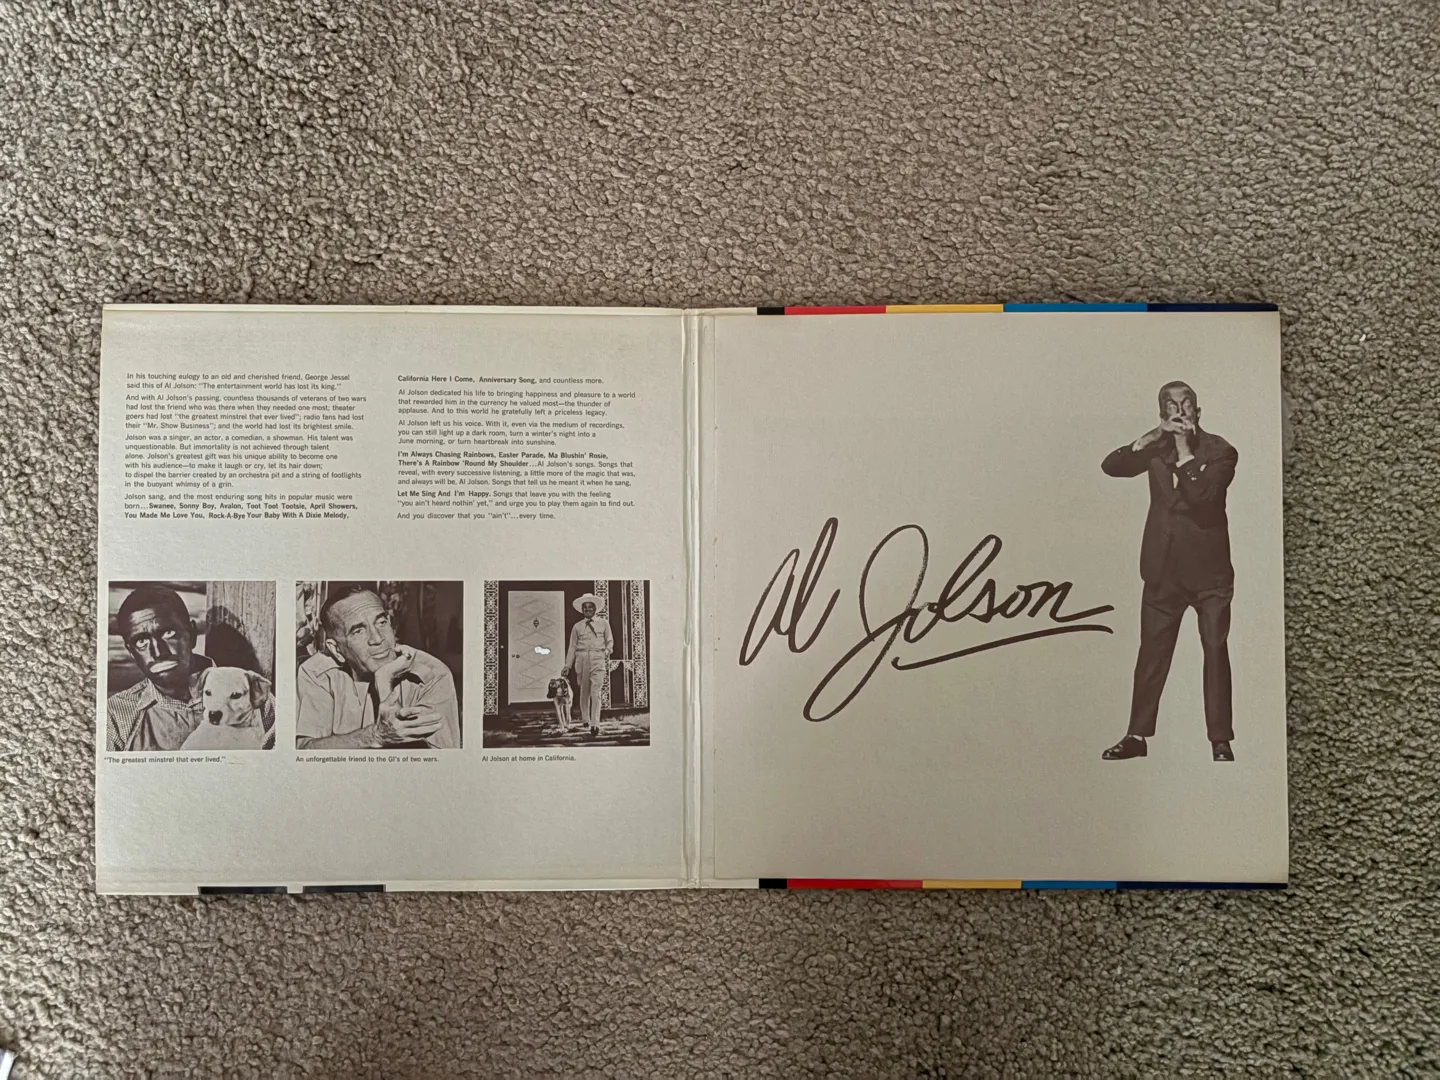 In his touching eulogy to an old and cherished friend, George Jessel
said this of Al Jolson: "The entertainment world has lost its king."
And with Al Jolson's passing, countless thousands of veterans of two wars
had lost the friend who was there when they needed one most; theater
goers had lost "the greatest minstrel that ever lived"; radio fans had lost
their "Mr. Show Business"; and the world had lost its brightest smile.
Jolson was a singer, an actor, a comedian, a showman. His talent was
unquestionable. But immortality is not achieved through talent
alone. Jolson's greatest gift was his unique ability to become one
with his audience—to make it laugh or cry, let its hair down;
to dispel the barrier created by an orchestra pit and a string of footlights
in the buoyant whimsy of a grin.
Jolson sang, and the most enduring song hits in popular music were
born...Swanee, Sonny Boy, Avalon, Toot Toot Tootsie, April Showers,
You Made Me Love You, Rock-A-Bye Your Baby With A Dixie Melody,
California Here I Come, Anniversary Song, and countless more.
Al Jolson dedicated his life to bringing happiness and pleasure to a world
that rewarded him in the currency he valued most—the thunder of
applause. And to this world he gratefully left a priceless legacy.
Al Jolson left us his voice. With it, even via the medium of recordings,
you can still light up a dark room, turn a winter's night into a
June morning, or turn heartbreak into sunshine.
I'm Always Chasing Rainbows, Easter Parade, Ma Blushin' Rosie,
There's A Rainbow 'Round My Shoulder...Al Jolson's songs. Songs that
reveal, with every successive listening, a little more of the magic that was,
and always will be, Al Jolson. Songs that tell us he meant it when he sang,
Let Me Sing And I'm Happy. Songs that leave you with the feeling
"you ain't heard nothin' yet," and urge you to play them again to find out.
And you discover that you "ain't"...every time.
"The greatest minstrel that ever lived."
An unforgettable friend to the GI's of two wars.
Al Jolson at home in California.
Al Jolson